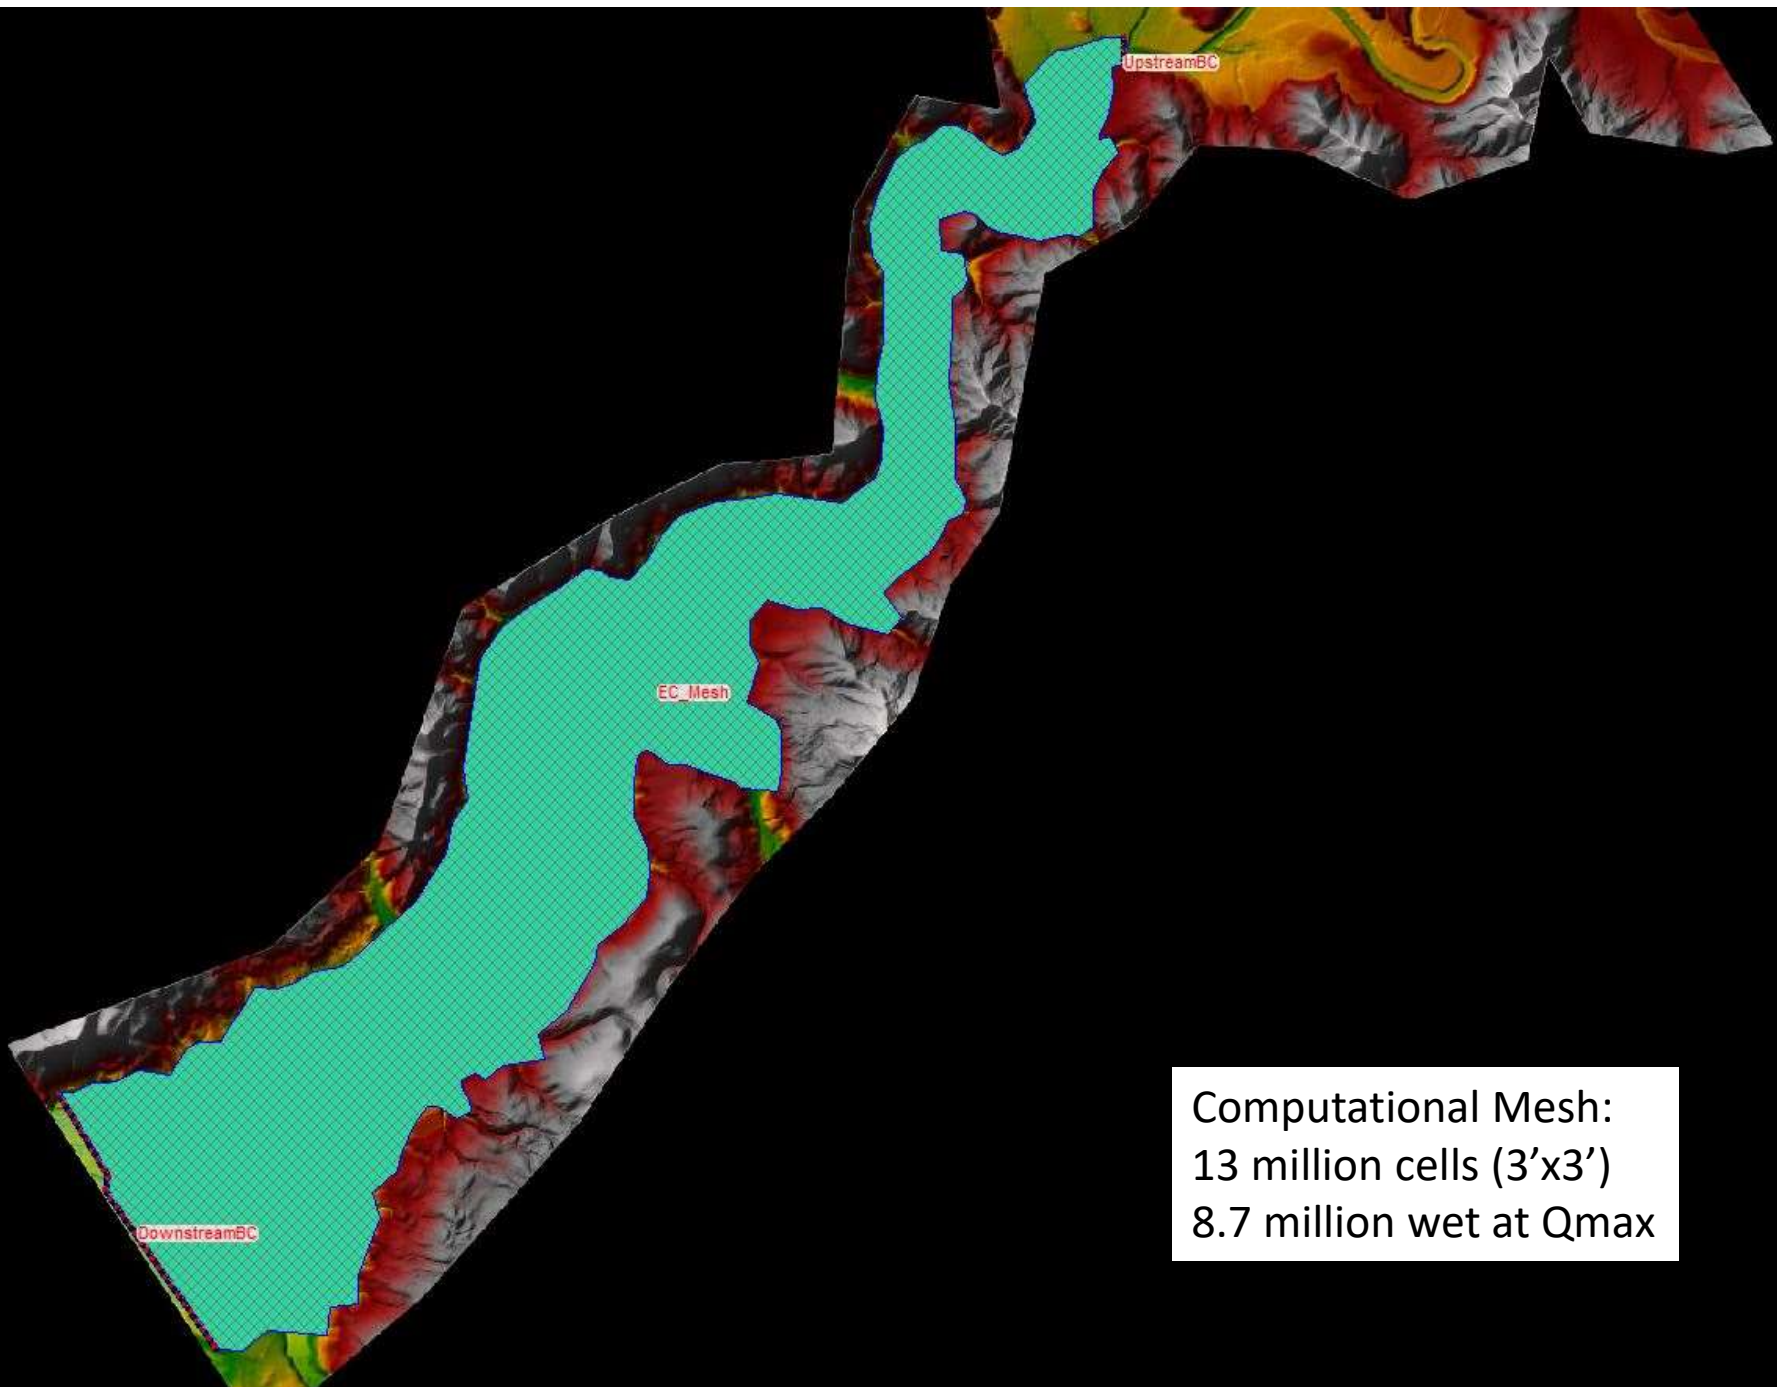 UpstreamBC
EC_Mesh
Computational Mesh:
13 million cells (3’x3’)
8.7 million wet at Qmax
DownstreamBC